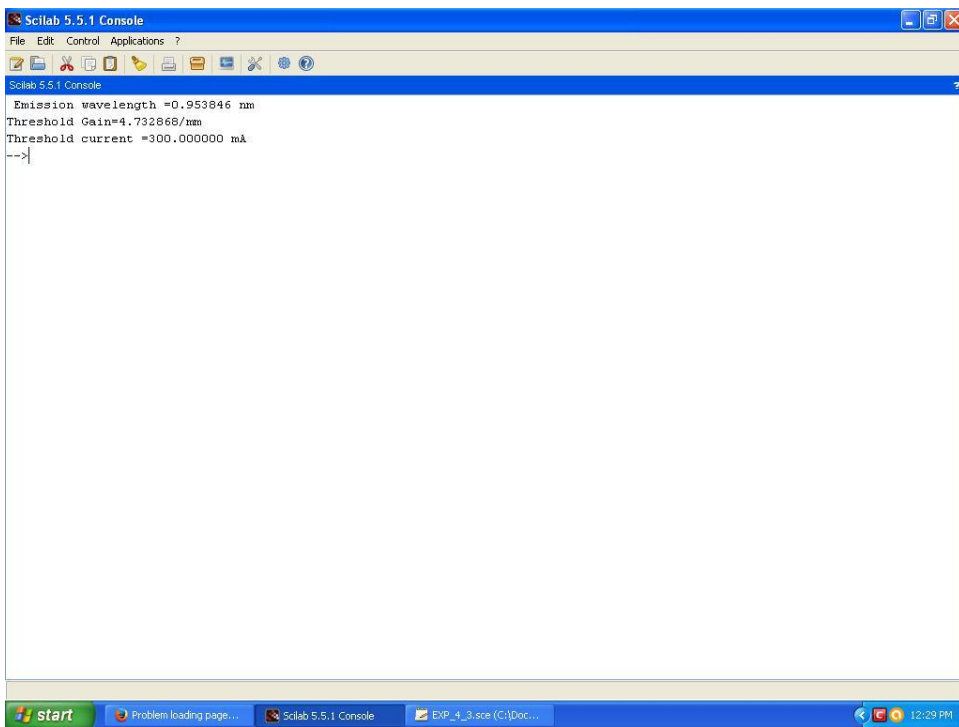 Scilab 5.5.1 Console
File Edit Control Applications ?
Scilab 5.5.1 Console ?
Emission wavelength =0.953846 nm
Threshold Gain=4.732868/mm
Threshold current =300.000000 mA
-->
start Problem loading page... Scilab 5.5.1 Console EXP_4_3.sce (C:\Doc... 12:29 PM